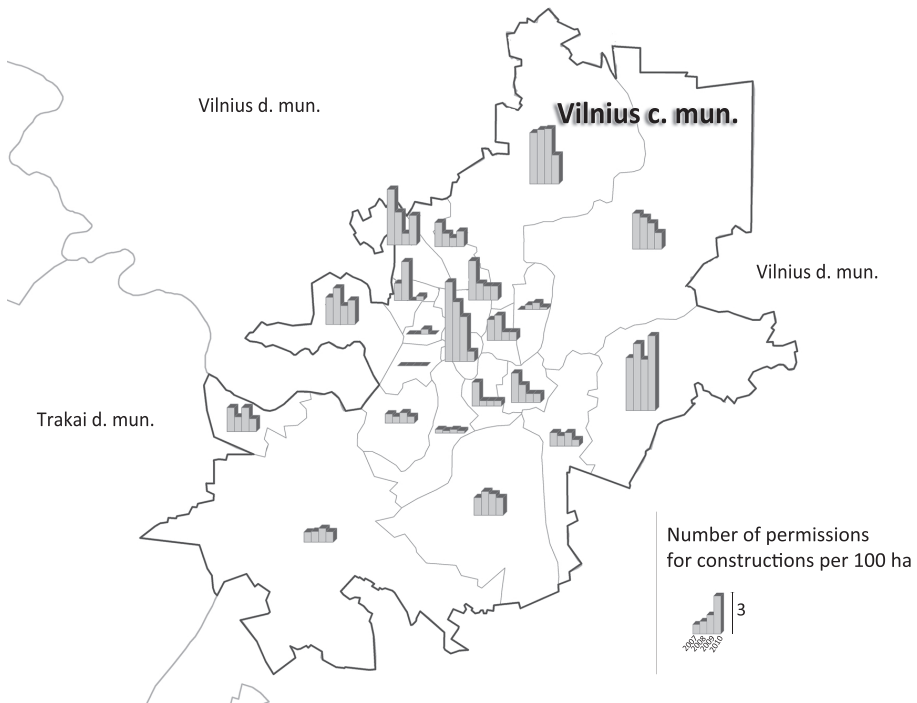 Vilnius d. mun.
Vilnius c. mun.
Vilnius d. mun.
Trakai d. mun.
Number of permissions
for constructions per 100 ha
3
2007
2008
2009
2010